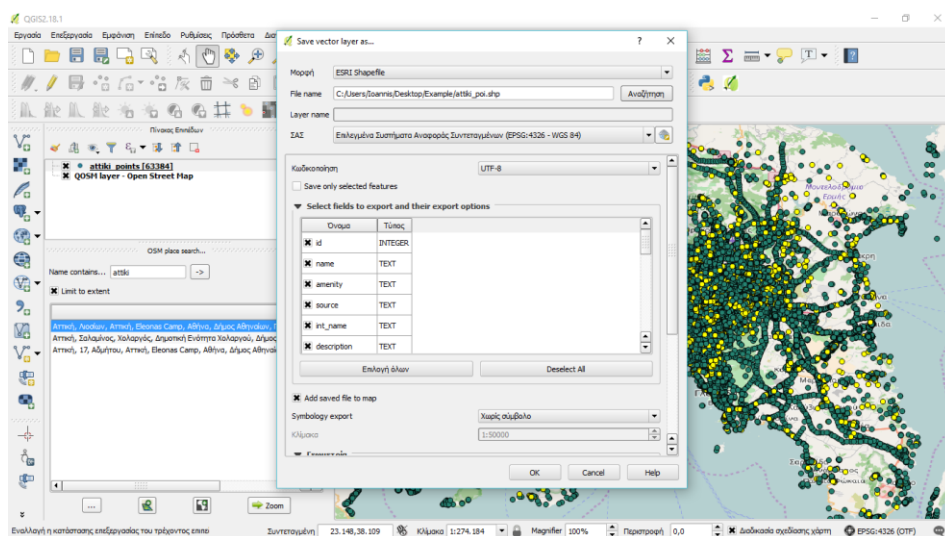 QGIS2.18.1
Εργασία Επεξεργασία Εμφάνιση Επίπεδο Ρυθμίσεις Πρόσθετα
Save vector layer as...
? X
Μορφή ESRI Shapefile
File name C:/Users/Ioannis/Desktop/Example/attiki_poi.shp Αναζήτηση
Layer name
ΣΑΣ Επιλεγμένα Συστήματα Αναφοράς Συντεταγμένων (EPSG:4326 - WGS 84)
Κωδικοποίηση UTF-8
Save only selected features
Select fields to export and their export options
Όνομα Τύπος
id INTEGER
name TEXT
amenity TEXT
source TEXT
int_name TEXT
description TEXT
Επιλογή όλων Deselect All
Add saved file to map
Symbology export Χωρίς σύμβολο
Κλίμακα 1:50000
OK Cancel Help
Πίνακας Επιπέδων
attiki_points [63384]
QOSM layer - Open Street Map
OSM place search...
Name contains... attiki ->
Limit to extent
Αττική, Λιοσίων, Αττική, Eleonas Camp, Αθήνα, Δήμος Αθηναίων,
Αττική, Σαλαμίνος, Χολαργός, Δημοτική Ενότητα Χολαργού, Δήμος
Αττική, 17, Αδμήτου, Αττική, Eleonas Camp, Αθήνα, Δήμος
... Zoom
Εναλλαγή η κατάστασης επεξεργασίας του τρέχοντος επιπο
Συντεταγμένη 23.148,38.109 Κλίμακα 1:274.184 Magnifier 100% Περιστροφή 0,0 Διαδικασία σχεδίασης χάρτη EPSG:4326 (OTF)